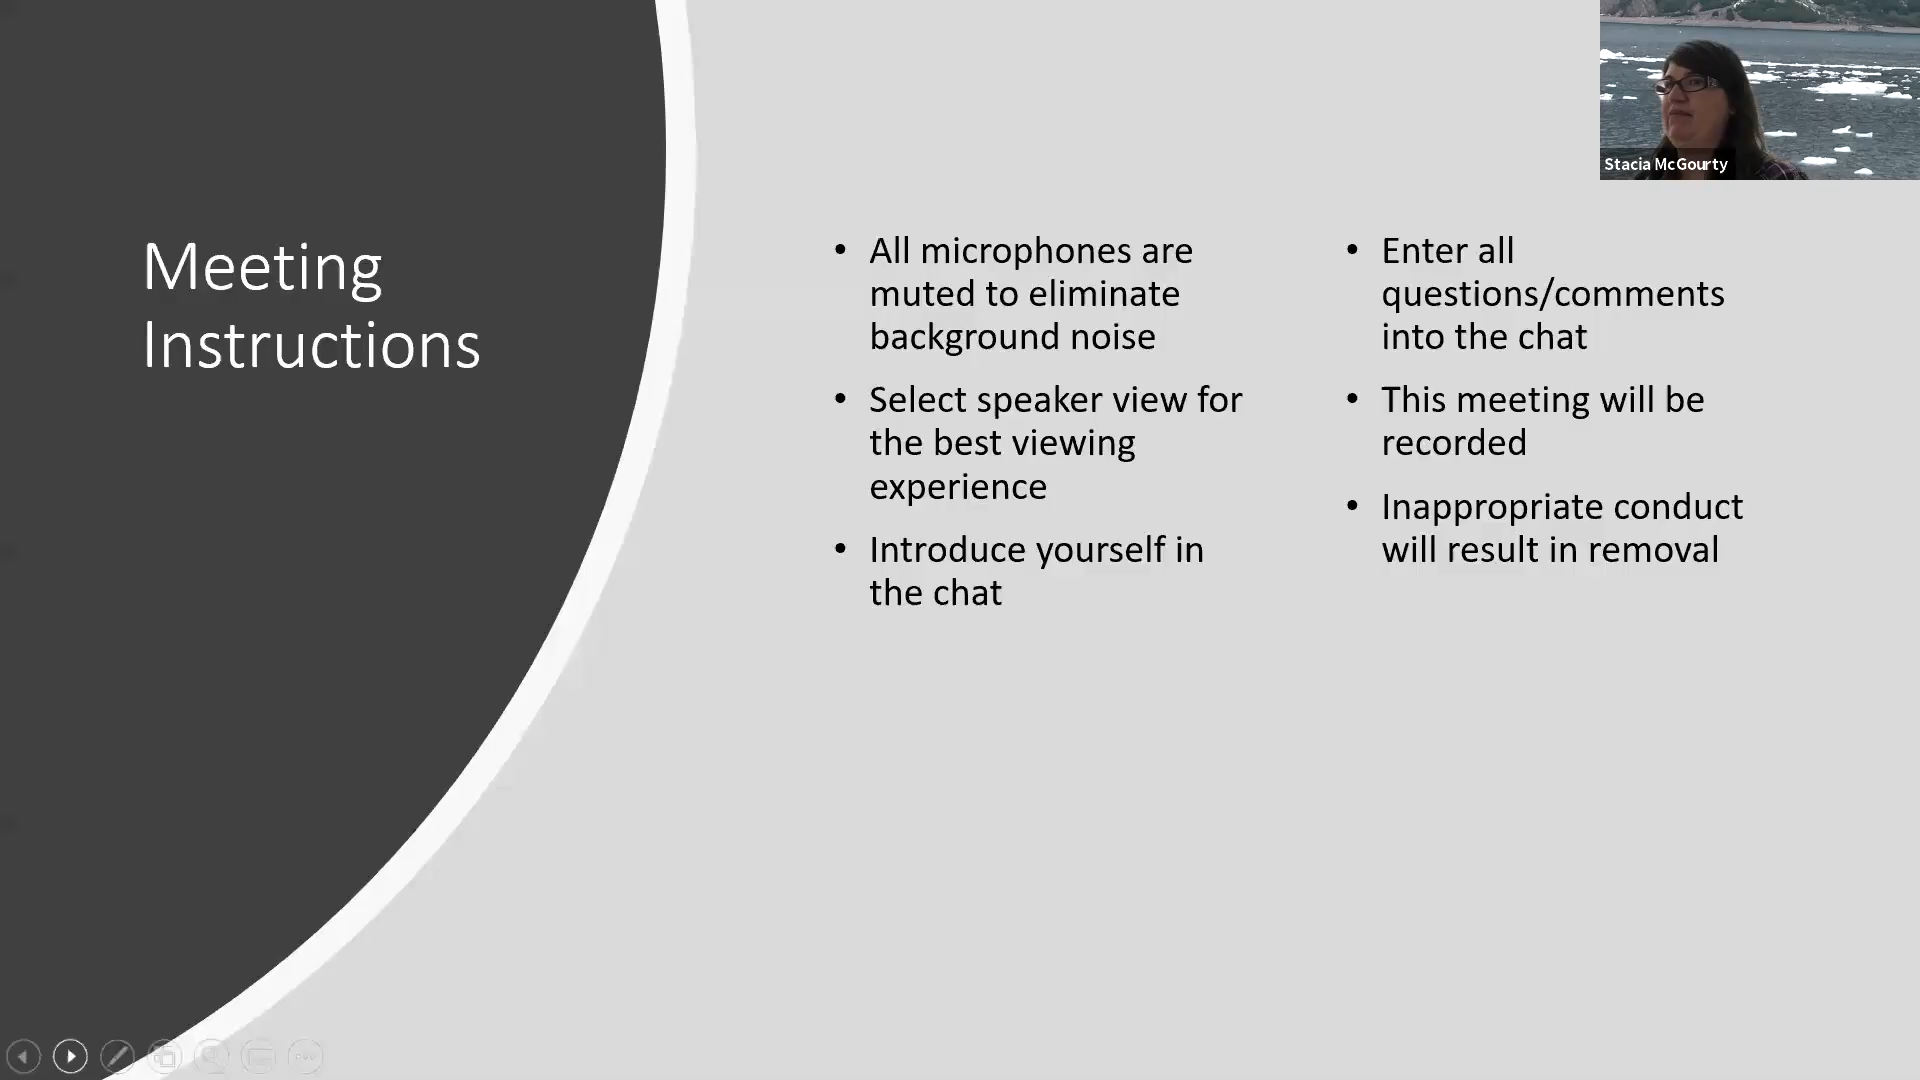 Meeting
Instructions
• All microphones are
muted to eliminate
background noise
• Select speaker view for
the best viewing
experience
• Introduce yourself in
the chat
• Enter all
questions/comments
into the chat
• This meeting will be
recorded
• Inappropriate conduct
will result in removal
Stacia McGourty